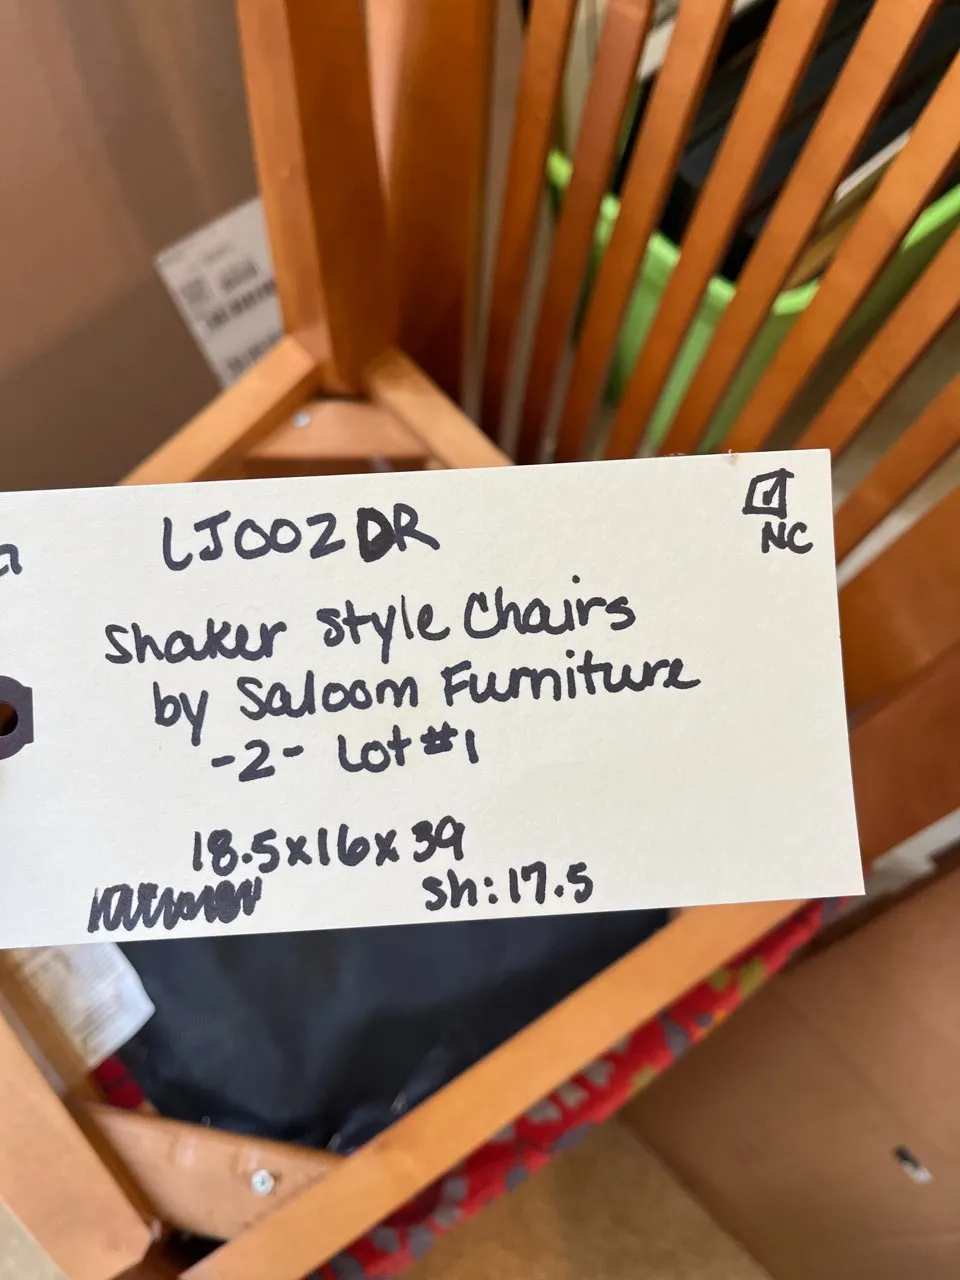 LJ002DR
NC
Shaker Style Chairs
by Saloom Furniture
-2- Lot #1
18.5x16x39
sh: 17.5